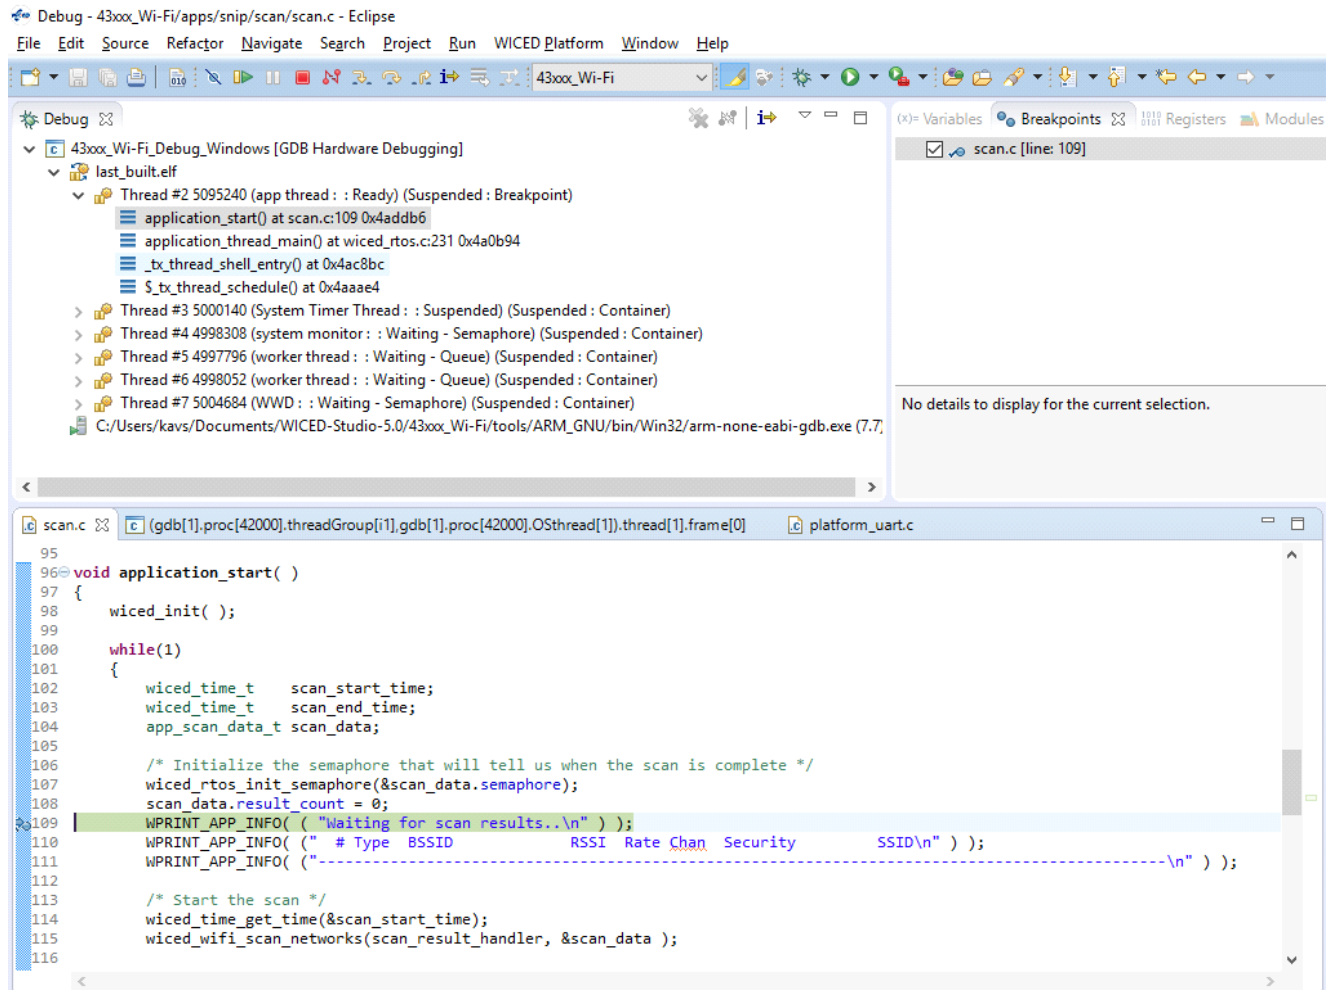 Debug - 43xxx_Wi-Fi/apps/snip/scan/scan.c - Eclipse
File Edit Source Refactor Navigate Search Project Run WICED Platform Window Help
010 43xxx_Wi-Fi
Debug
(x)= Variables Breakpoints Registers Modules
43xxx_Wi-Fi_Debug_Windows [GDB Hardware Debugging]
scan.c [line: 109]
last_built.elf
Thread #2 5095240 (app thread : : Ready) (Suspended : Breakpoint)
application_start() at scan.c:109 0x4addb6
application_thread_main() at wiced_rtos.c:231 0x4a0b94
_tx_thread_shell_entry() at 0x4ac8bc
$_tx_thread_schedule() at 0x4aaae4
Thread #3 5000140 (System Timer Thread : : Suspended) (Suspended : Container)
Thread #4 4998308 (system monitor : : Waiting - Semaphore) (Suspended : Container)
Thread #5 4997796 (worker thread : : Waiting - Queue) (Suspended : Container)
Thread #6 4998052 (worker thread : : Waiting - Queue) (Suspended : Container)
Thread #7 5004684 (WWD : : Waiting - Semaphore) (Suspended : Container)
C:/Users/kavs/Documents/WICED-Studio-5.0/43xxx_Wi-Fi/tools/ARM_GNU/bin/Win32/arm-none-eabi-gdb.exe (7.7
No details to display for the current selection.
scan.c (gdb[1].proc[42000].threadGroup[i1],gdb[1].proc[42000].OSthread[1]).thread[1].frame[0] platform_uart.c
95
96 void application_start( )
97 {
98 wiced_init( );
99
100 while(1)
101 {
102 wiced_time_t scan_start_time;
103 wiced_time_t scan_end_time;
104 app_scan_data_t scan_data;
105
106 /* Initialize the semaphore that will tell us when the scan is complete */
107 wiced_rtos_init_semaphore(&scan_data.semaphore);
108 scan_data.result_count = 0;
109 WPRINT_APP_INFO( ( "Waiting for scan results..\n" ) );
110 WPRINT_APP_INFO( (" # Type BSSID RSSI Rate Chan Security SSID\n" ) );
111 WPRINT_APP_INFO( ("----------------------------------------------------------------------------------------------\n" ) );
112
113 /* Start the scan */
114 wiced_time_get_time(&scan_start_time);
115 wiced_wifi_scan_networks(scan_result_handler, &scan_data );
116